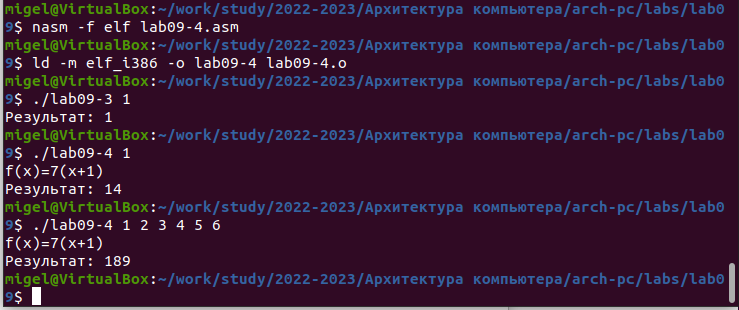 migel@VirtualBox:~/work/study/2022-2023/Архитектура компьютера/arch-pc/labs/lab0
9$ nasm -f elf lab09-4.asm
migel@VirtualBox:~/work/study/2022-2023/Архитектура компьютера/arch-pc/labs/lab0
9$ ld -m elf_i386 -o lab09-4 lab09-4.o
migel@VirtualBox:~/work/study/2022-2023/Архитектура компьютера/arch-pc/labs/lab0
9$ ./lab09-3 1
Результат: 1
migel@VirtualBox:~/work/study/2022-2023/Архитектура компьютера/arch-pc/labs/lab0
9$ ./lab09-4 1
f(x)=7(x+1)
Результат: 14
migel@VirtualBox:~/work/study/2022-2023/Архитектура компьютера/arch-pc/labs/lab0
9$ ./lab09-4 1 2 3 4 5 6
f(x)=7(x+1)
Результат: 189
migel@VirtualBox:~/work/study/2022-2023/Архитектура компьютера/arch-pc/labs/lab0
9$